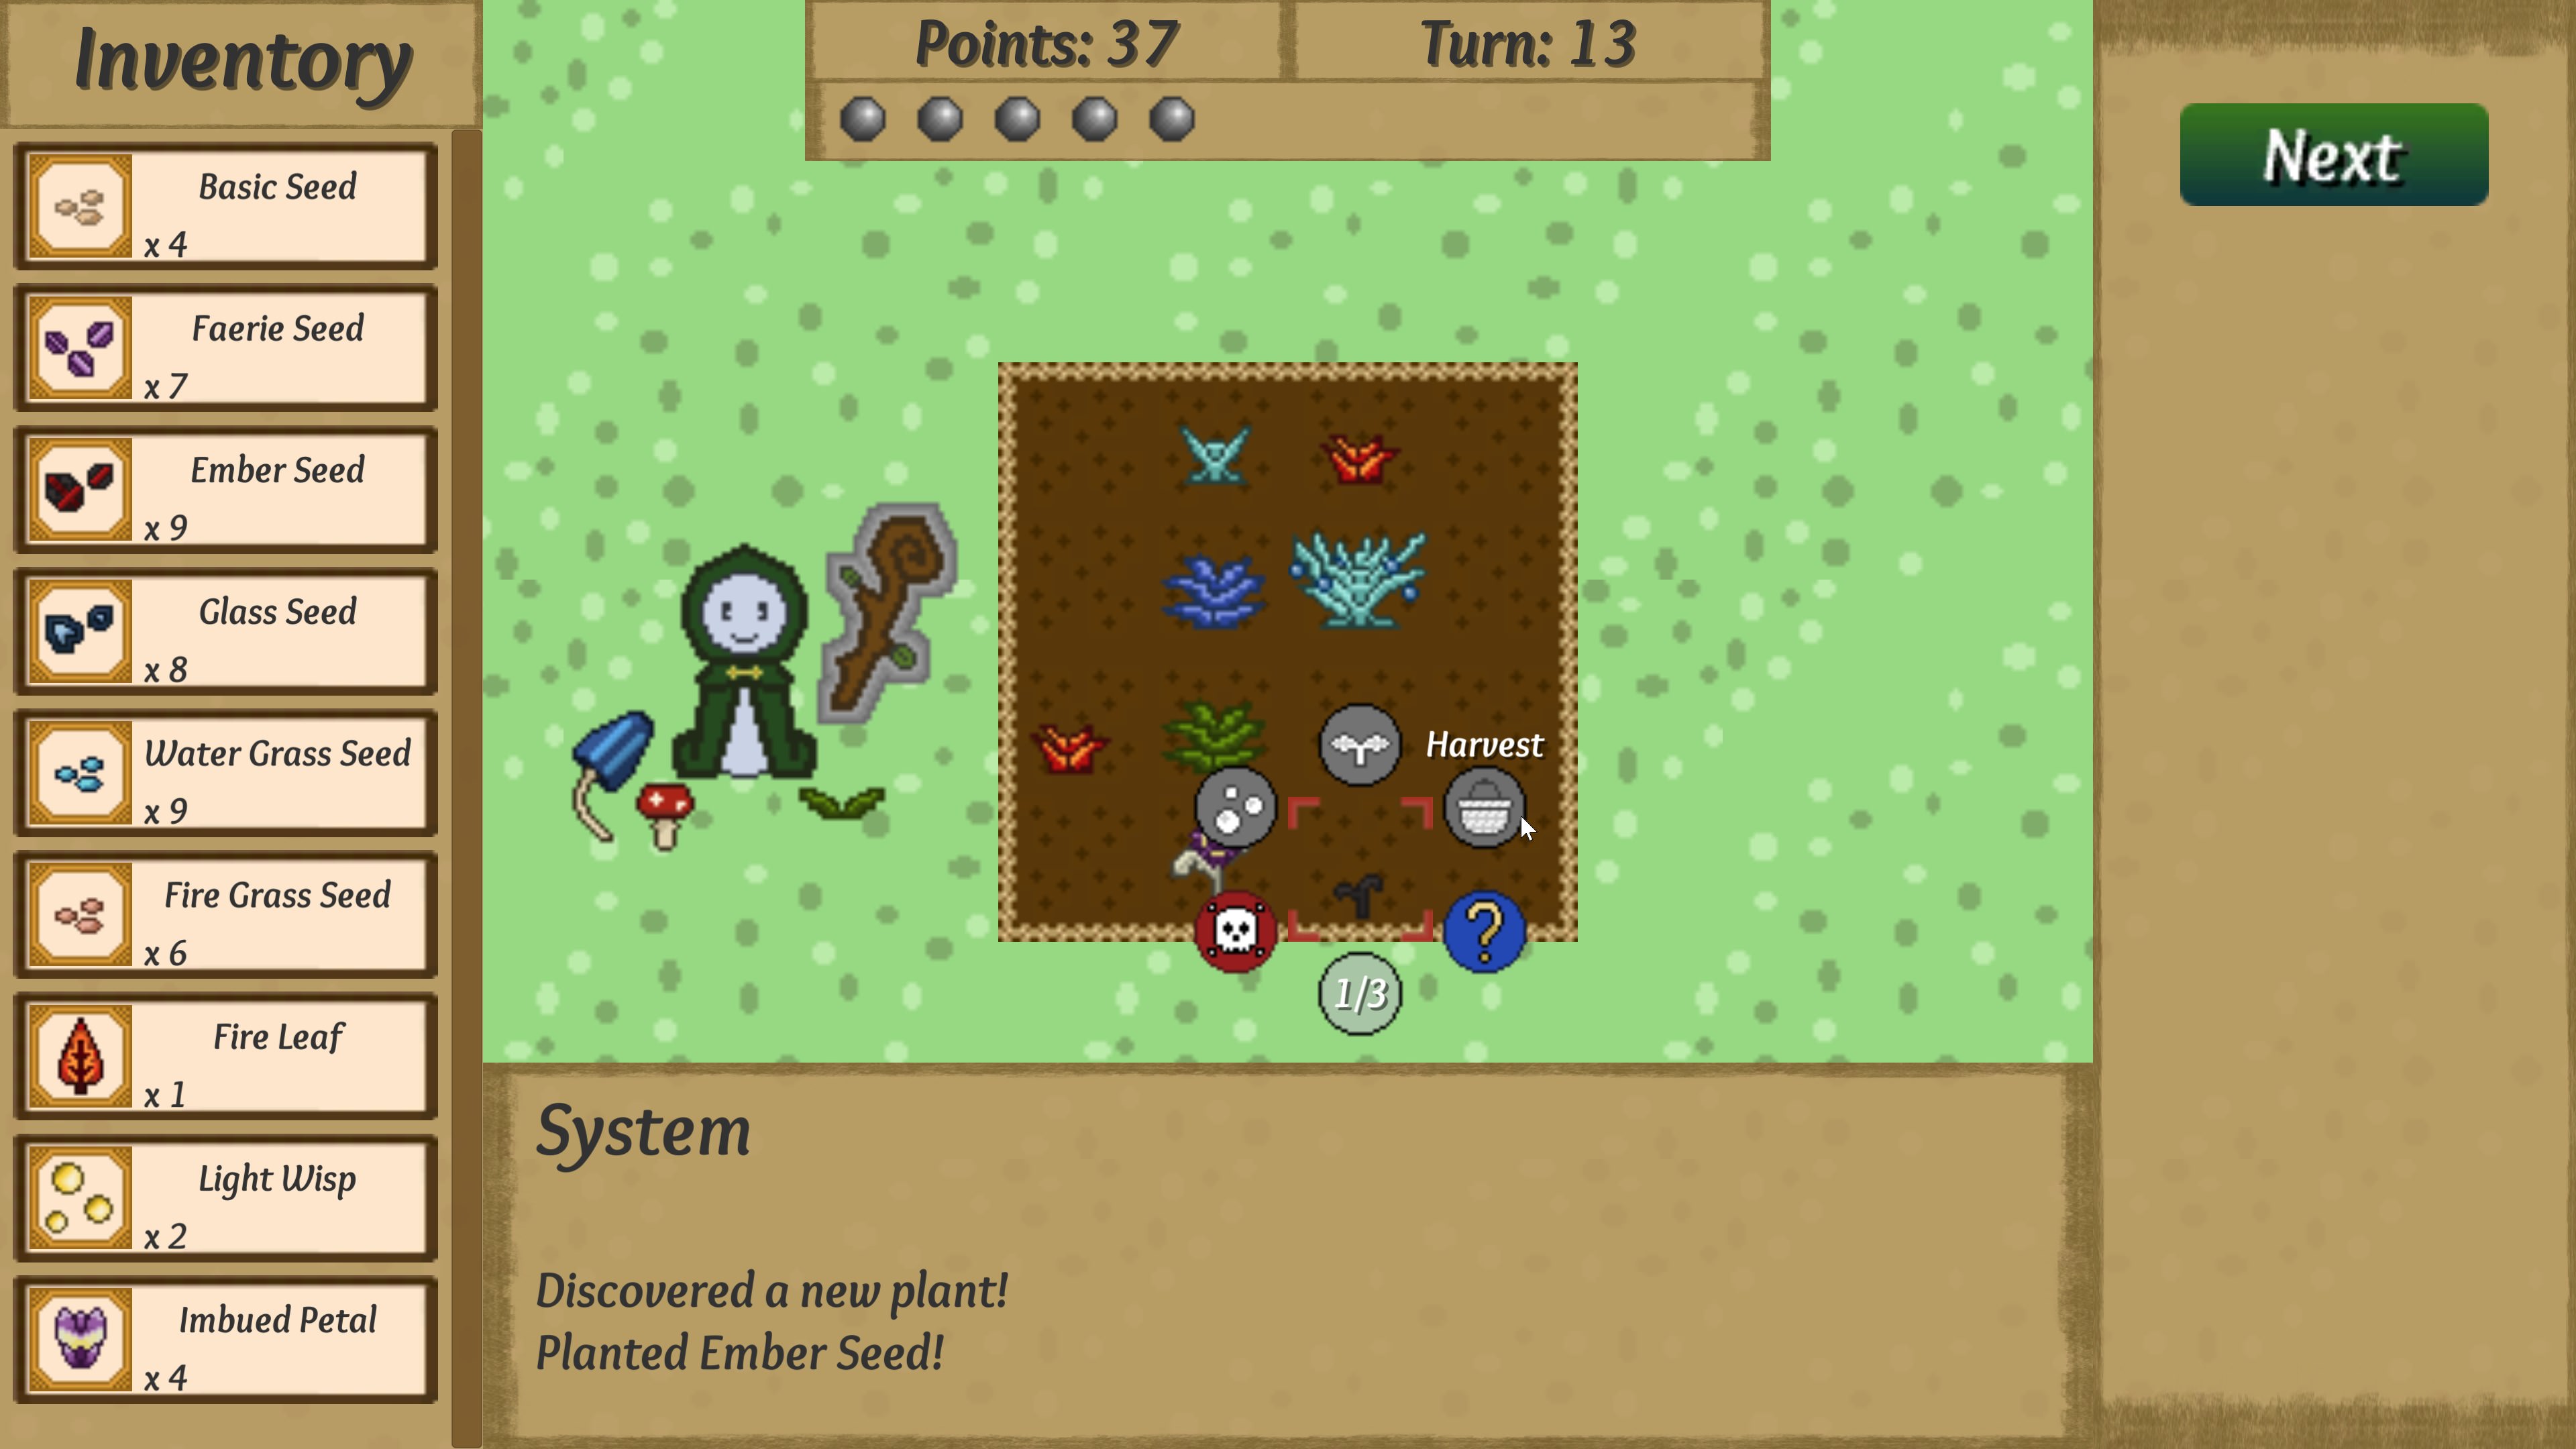 Inventory
Basic Seed
x 4
Faerie Seed
x 7
Ember Seed
x 9
Glass Seed
x 8
Water Grass Seed
x 9
Fire Grass Seed
x 6
Fire Leaf
x 1
Light Wisp
x 2
Imbued Petal
x 4
Points: 37
Turn: 13
Harvest
?
1/3
System
Discovered a new plant!
Planted Ember Seed!
Next